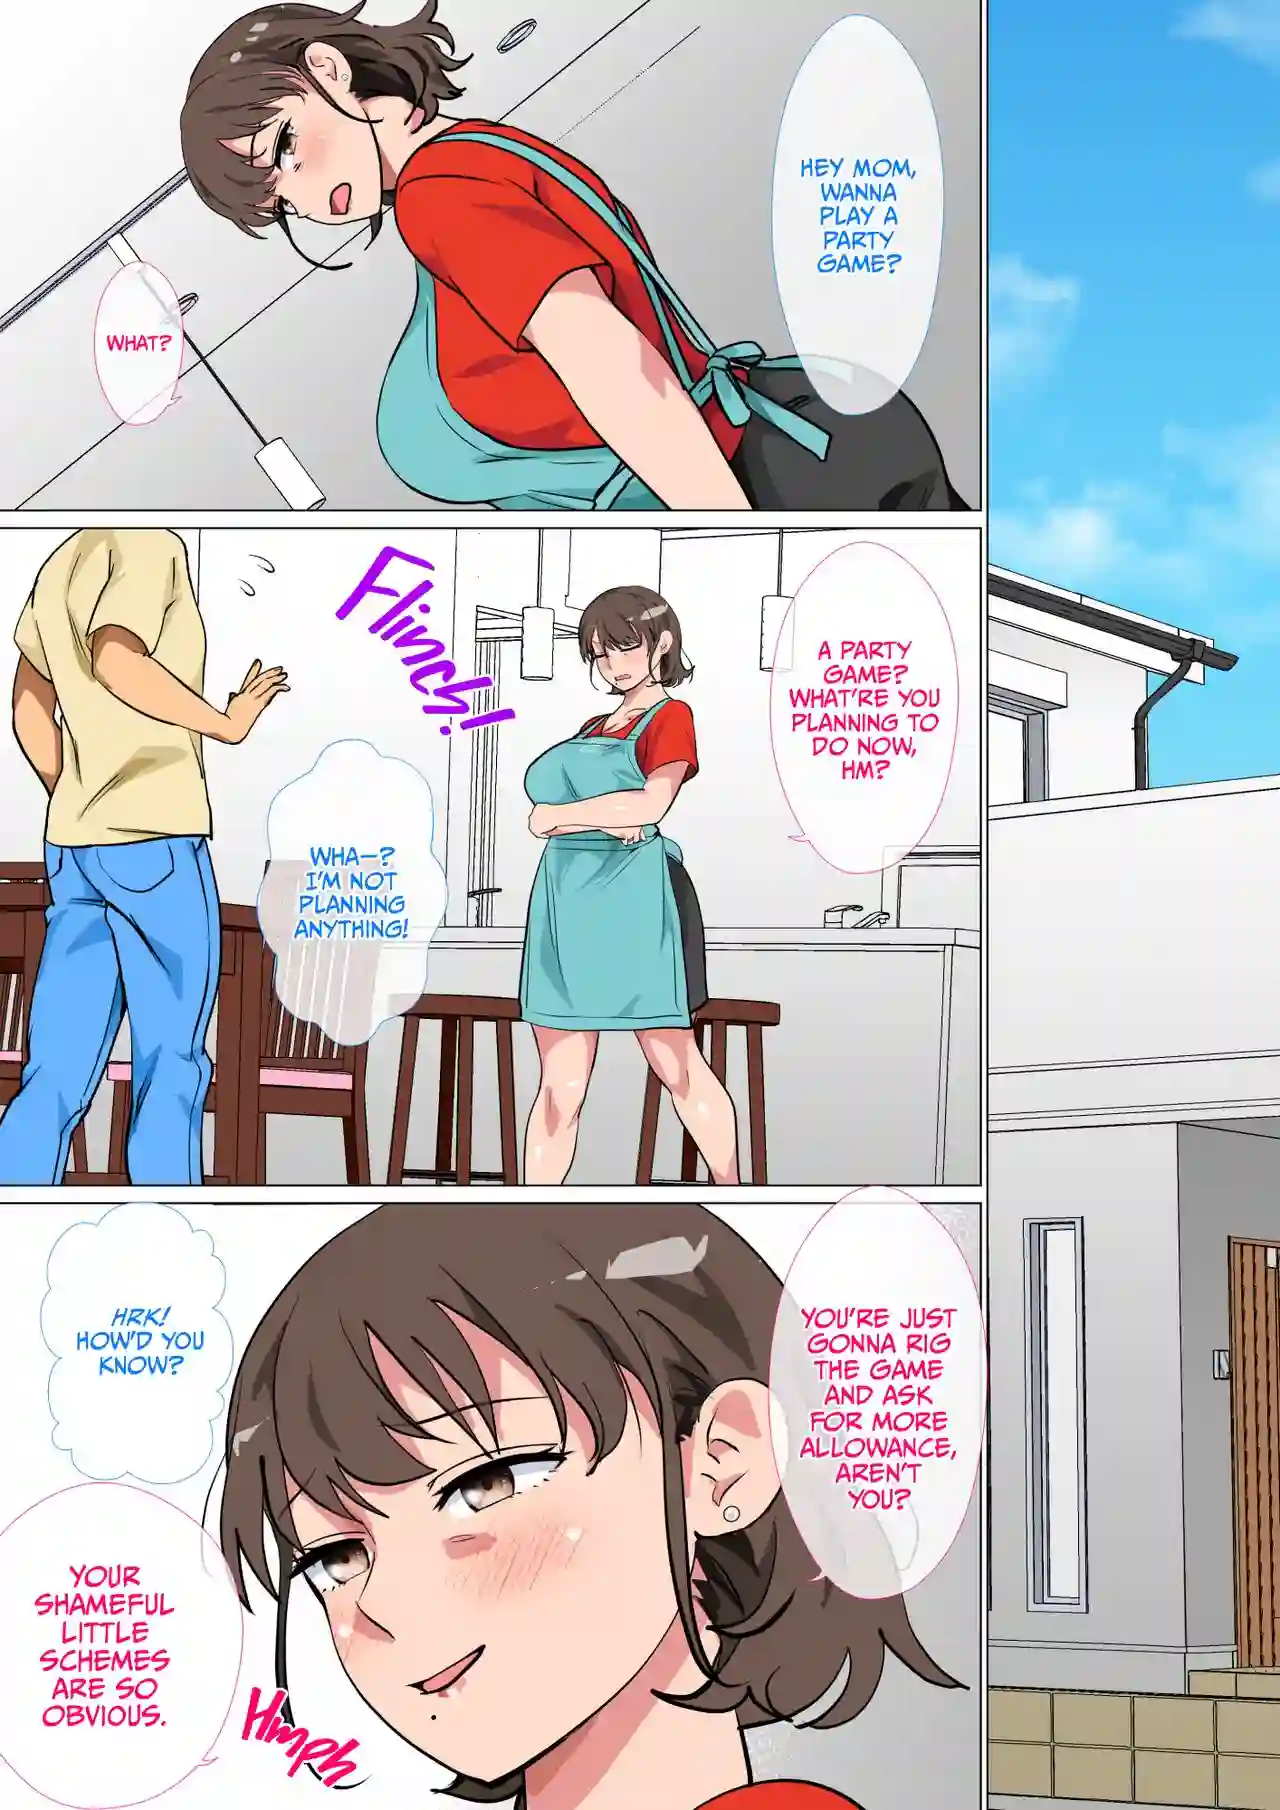 HEY MOM,
WANNA
PLAY A
PARTY
GAME?
WHAT?
A PARTY
GAME?
WHAT'RE YOU
PLANNING TO
DO NOW,
HM?
Flinch!
WHA—?
I'M NOT
PLANNING
ANYTHING!
YOU'RE JUST
GONNA RIG
THE GAME
AND ASK
FOR MORE
ALLOWANCE,
AREN'T
YOU?
HRK!
HOW'D YOU
KNOW?
YOUR
SHAMEFUL
LITTLE
SCHEMES
ARE SO
OBVIOUS.
Hmph